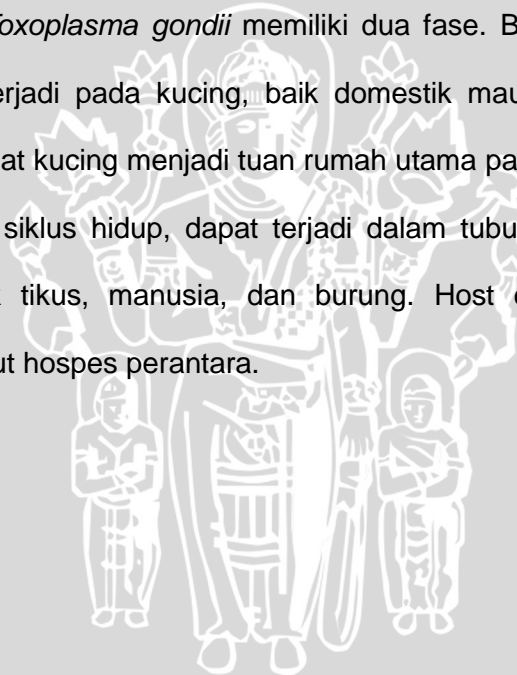 Toxoplasma gondii memiliki dua fase. B
erjadi pada kucing, baik domestik mau
at kucing menjadi tuan rumah utama pa
siklus hidup, dapat terjadi dalam tubu
tikus, manusia, dan burung. Host
ut hospes perantara.